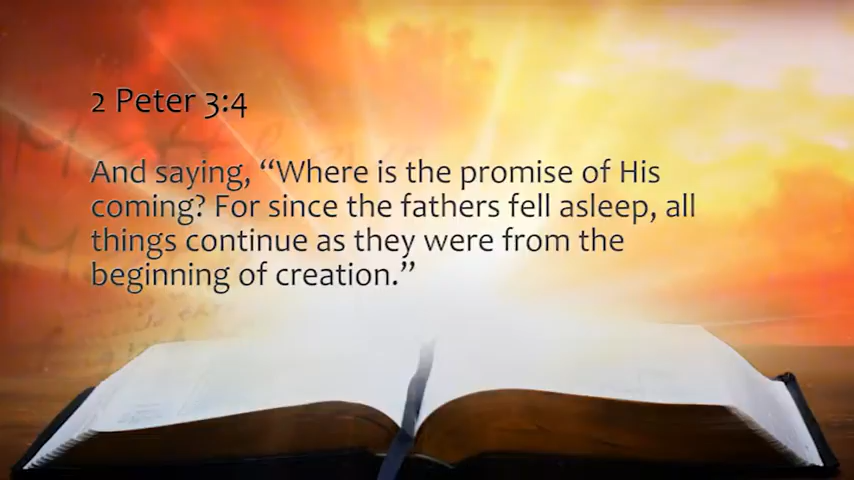 2 Peter 3:4
And saying, “Where is the promise of His
coming? For since the fathers fell asleep, all
things continue as they were from the
beginning of creation.”